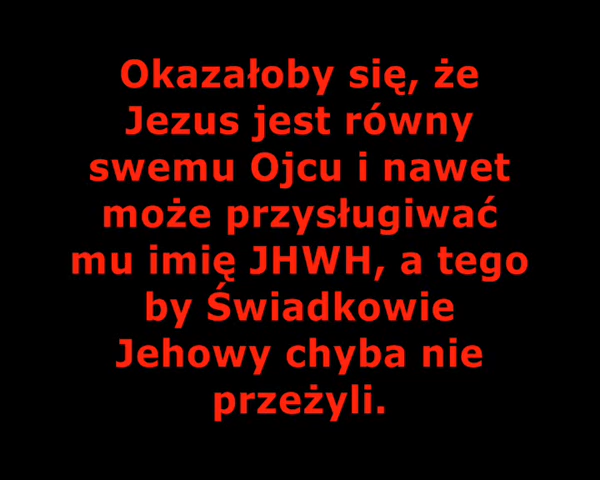 Okazałoby się, że
Jezus jest równy
swemu Ojcu i nawet
może przysługiwać
mu imię JHWH, a tego
by Świadkowie
Jehowy chyba nie
przeżyli.